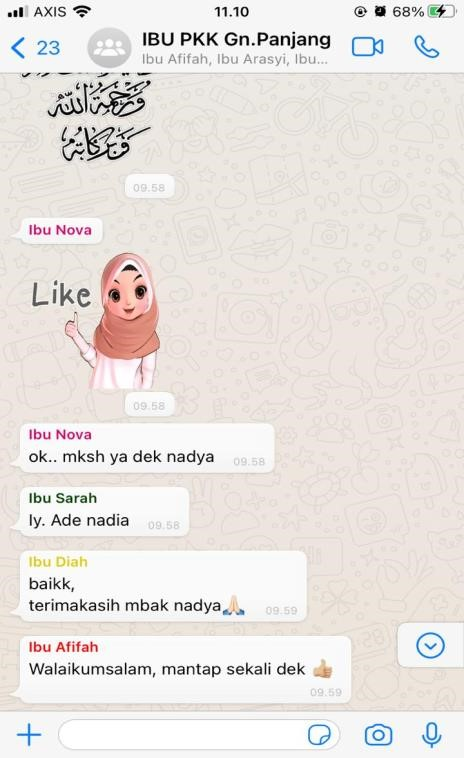 AXIS
11.10
68%
23
IBU PKK Gn.Panjang
Ibu Afifah, Ibu Arasyi, Ibu...
ورحمة الله
وبركاته
09.58
Ibu Nova
Like
09.58
Ibu Nova
ok.. mksh ya dek nadya
09.58
Ibu Sarah
Iy. Ade nadia
09.58
Ibu Diah
baikk,
terimakasih mbak nadya🙏🏻
09.59
Ibu Afifah
Walaikumsalam, mantap sekali dek 👍🏼
09.59